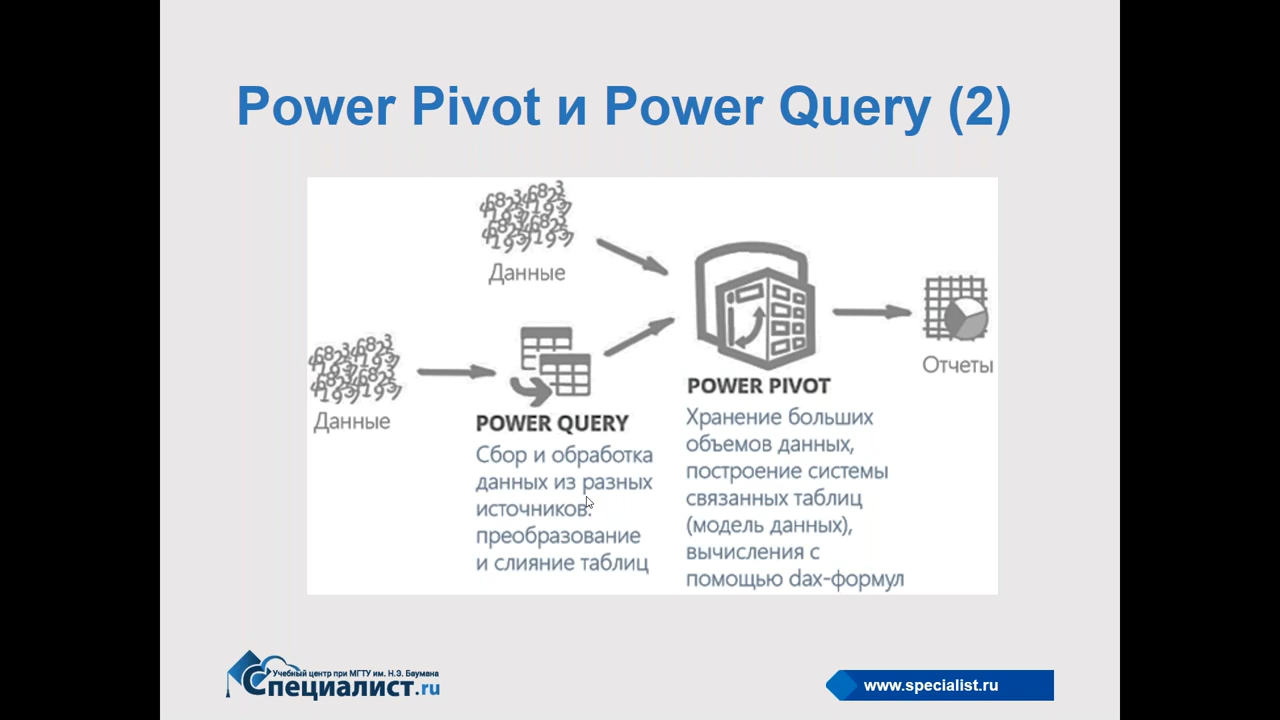 Power Pivot и Power Query (2)
Данные
Данные
POWER QUERY
Сбор и обработка
данных из разных
источников:
преобразование
и слияние таблиц
POWER PIVOT
Хранение больших
объемов данных,
построение системы
связанных таблиц
(модель данных),
вычисления с
помощью dax-формул
Отчеты
Учебный центр при МГТУ им. Н.Э. Баумана
Специалист.ru
www.specialist.ru